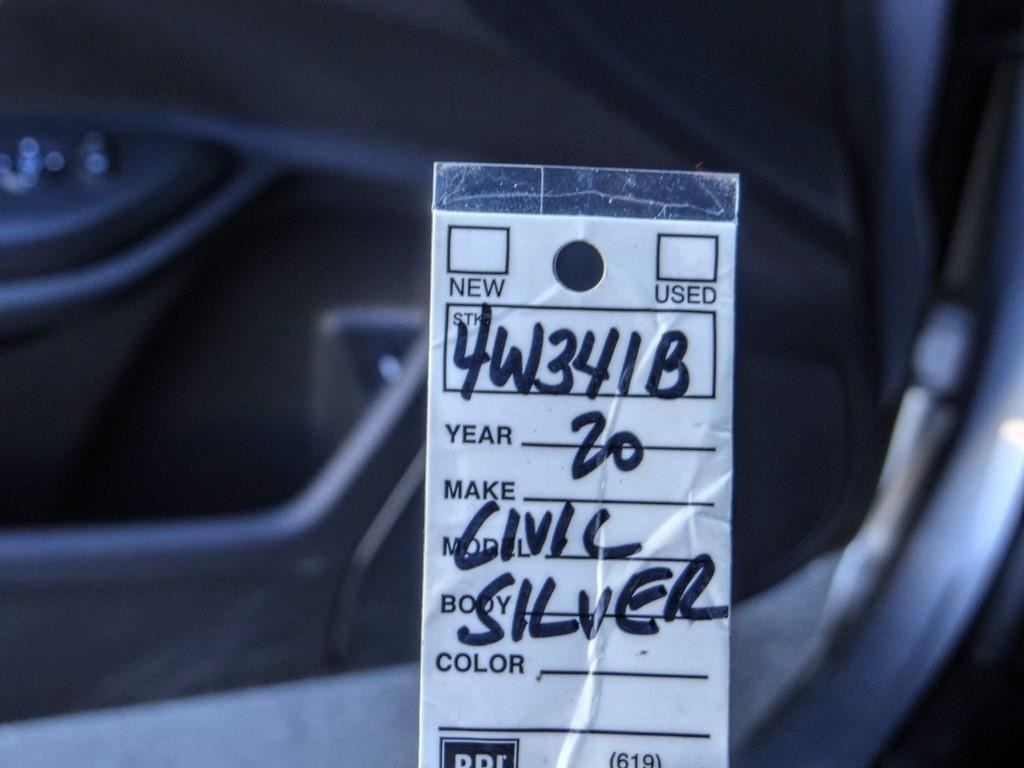 NEW USED
STK
4W341B
YEAR 20
MAKE
MODEL CIVIC
BODY SILVER
COLOR
(619)